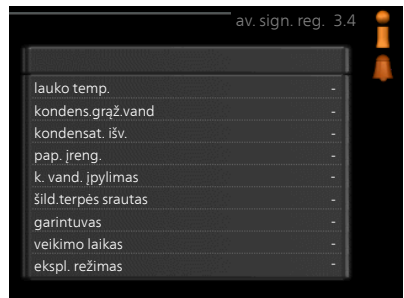 av. sign. reg. 3.4
lauko temp. -
kondens.grąž.vand -
kondensat. išv. -
pap. įreng. -
k. vand. įpylimas -
šild.terpės srautas -
garintuvas -
veikimo laikas -
ekspl. režimas -